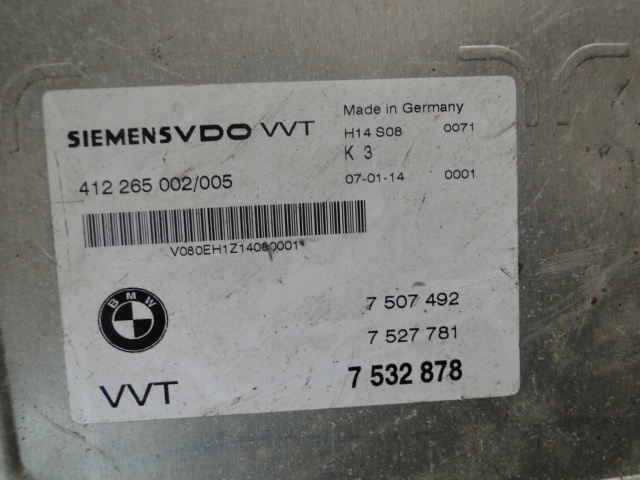 SIEMENSVDO VVT
Made in Germany
H14 S08 0071
K 3
412 265 002/005
07-01-14 0001
V080EH1Z14080001
BMW
7 507 492
7 527 781
VVT
7 532 878